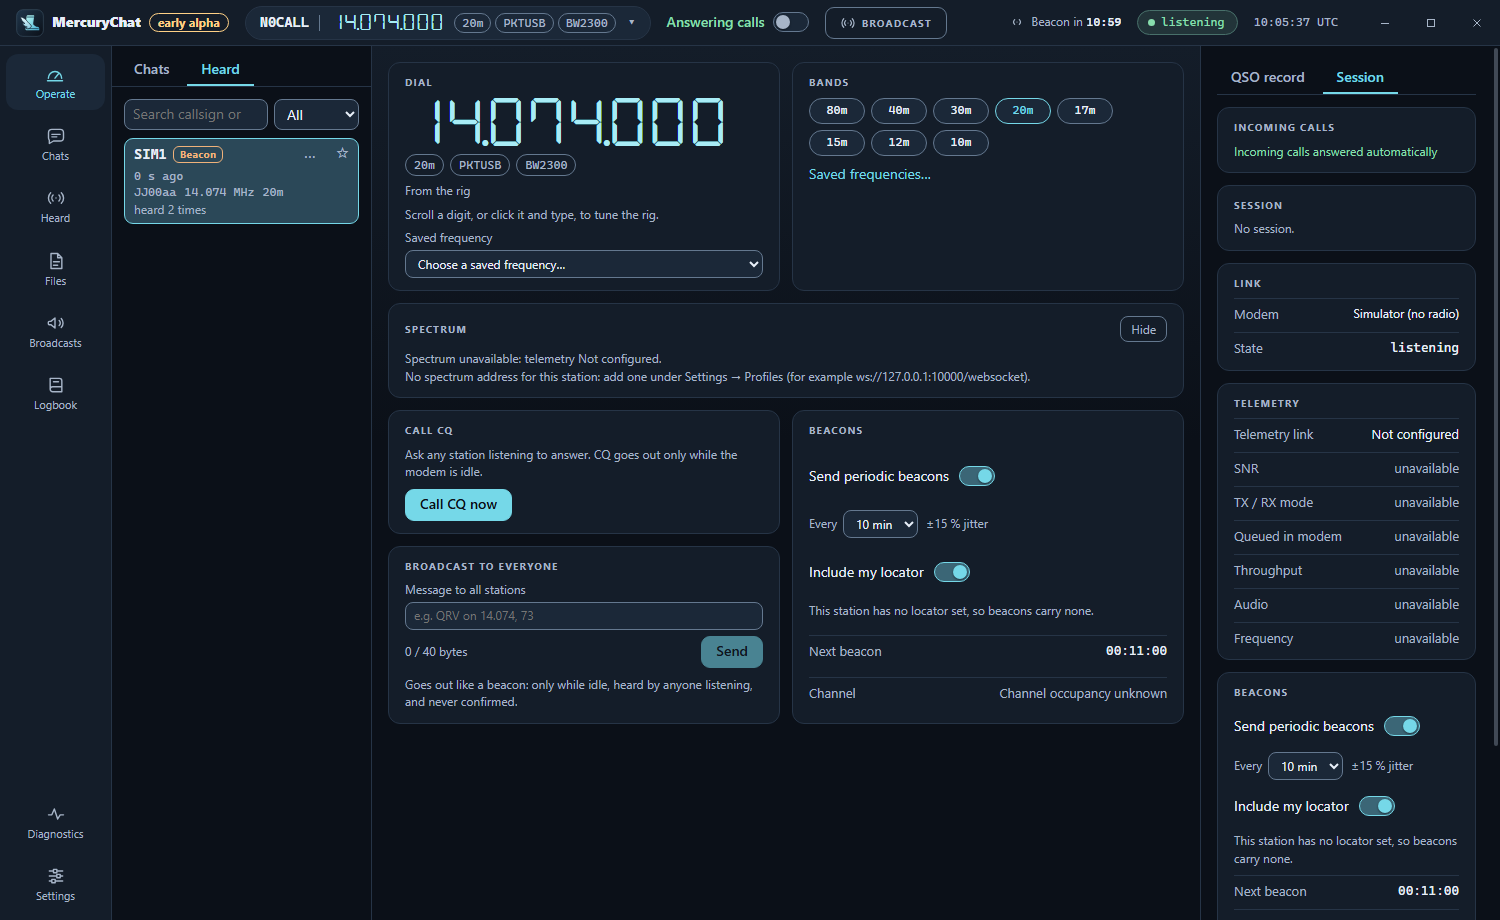 MercuryChat early alpha
N0CALL 14.074.000 20m PKTUSB BW2300
Answering calls
BROADCAST
Beacon in 10:59
listening
10:05:37 UTC
Operate
Chats
Heard
Files
Broadcasts
Logbook
Diagnostics
Settings
Chats Heard
Search callsign or
All
SIM1 Beacon ...
0 s ago
JJ00aa 14.074 MHz 20m
heard 2 times
DIAL
14.074.000
20m PKTUSB BW2300
From the rig
Scroll a digit, or click it and type, to tune the rig.
Saved frequency
Choose a saved frequency...
BANDS
80m 40m 30m 20m 17m
15m 12m 10m
Saved frequencies...
SPECTRUM
Hide
Spectrum unavailable: telemetry Not configured.
No spectrum address for this station: add one under Settings → Profiles (for example ws://127.0.0.1:10000/websocket).
CALL CQ
Ask any station listening to answer. CQ goes out only while the
modem is idle.
Call CQ now
BROADCAST TO EVERYONE
Message to all stations
e.g. QRV on 14.074, 73
0 / 40 bytes
Send
Goes out like a beacon: only while idle, heard by anyone listening,
and never confirmed.
BEACONS
Send periodic beacons
Every 10 min ±15 % jitter
Include my locator
This station has no locator set, so beacons carry none.
Next beacon 00:11:00
Channel Channel occupancy unknown
QSO record Session
INCOMING CALLS
Incoming calls answered automatically
SESSION
No session.
LINK
Modem Simulator (no radio)
State listening
TELEMETRY
Telemetry link Not configured
SNR unavailable
TX / RX mode unavailable
Queued in modem unavailable
Throughput unavailable
Audio unavailable
Frequency unavailable
BEACONS
Send periodic beacons
Every 10 min ±15 % jitter
Include my locator
This station has no locator set, so beacons
carry none.
Next beacon 00:11:00